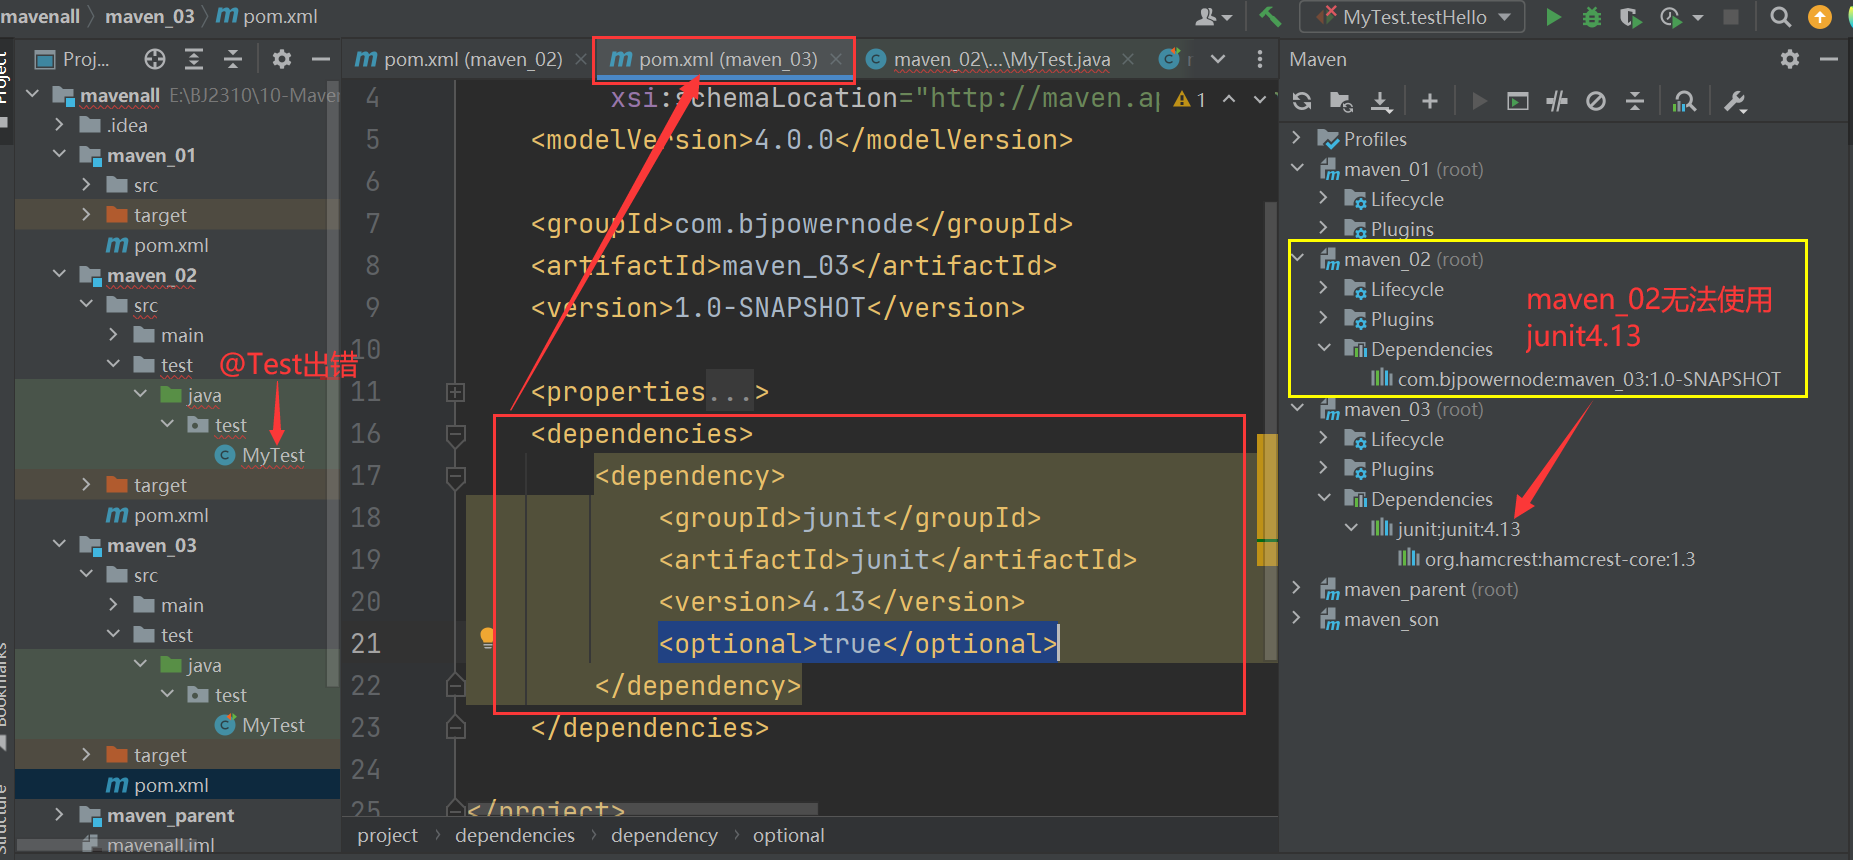 mavenall 〉 maven_03 〉 m pom.xml
MyTest.testHello
Project
Proj...
pom.xml (maven_02)
pom.xml (maven_03)
maven_02\...\MyTest.java
Maven
mavenall E:\BJ2310\10-Maven
.idea
maven_01
src
target
pom.xml
maven_02
src
main
test
@Test出错
java
test
MyTest
target
pom.xml
maven_03
src
main
test
java
test
MyTest
target
pom.xml
maven_parent
mavenall.iml
Bookmarks
Structure
4 xsi:schemaLocation="http://maven.ap
1
5 <modelVersion>4.0.0</modelVersion>
6
7 <groupId>com.bjpowernode</groupId>
8 <artifactId>maven_03</artifactId>
9 <version>1.0-SNAPSHOT</version>
10
11 <properties...>
16 <dependencies>
17 <dependency>
18 <groupId>junit</groupId>
19 <artifactId>junit</artifactId>
20 <version>4.13</version>
21 <optional>true</optional>
22 </dependency>
23 </dependencies>
24
25 </project>
project 〉 dependencies 〉 dependency 〉 optional
Profiles
maven_01 (root)
Lifecycle
Plugins
maven_02 (root)
Lifecycle
Plugins
Dependencies
com.bjpowernode:maven_03:1.0-SNAPSHOT
maven_02无法使用
junit4.13
maven_03 (root)
Lifecycle
Plugins
Dependencies
junit:junit:4.13
org.hamcrest:hamcrest-core:1.3
maven_parent (root)
maven_son